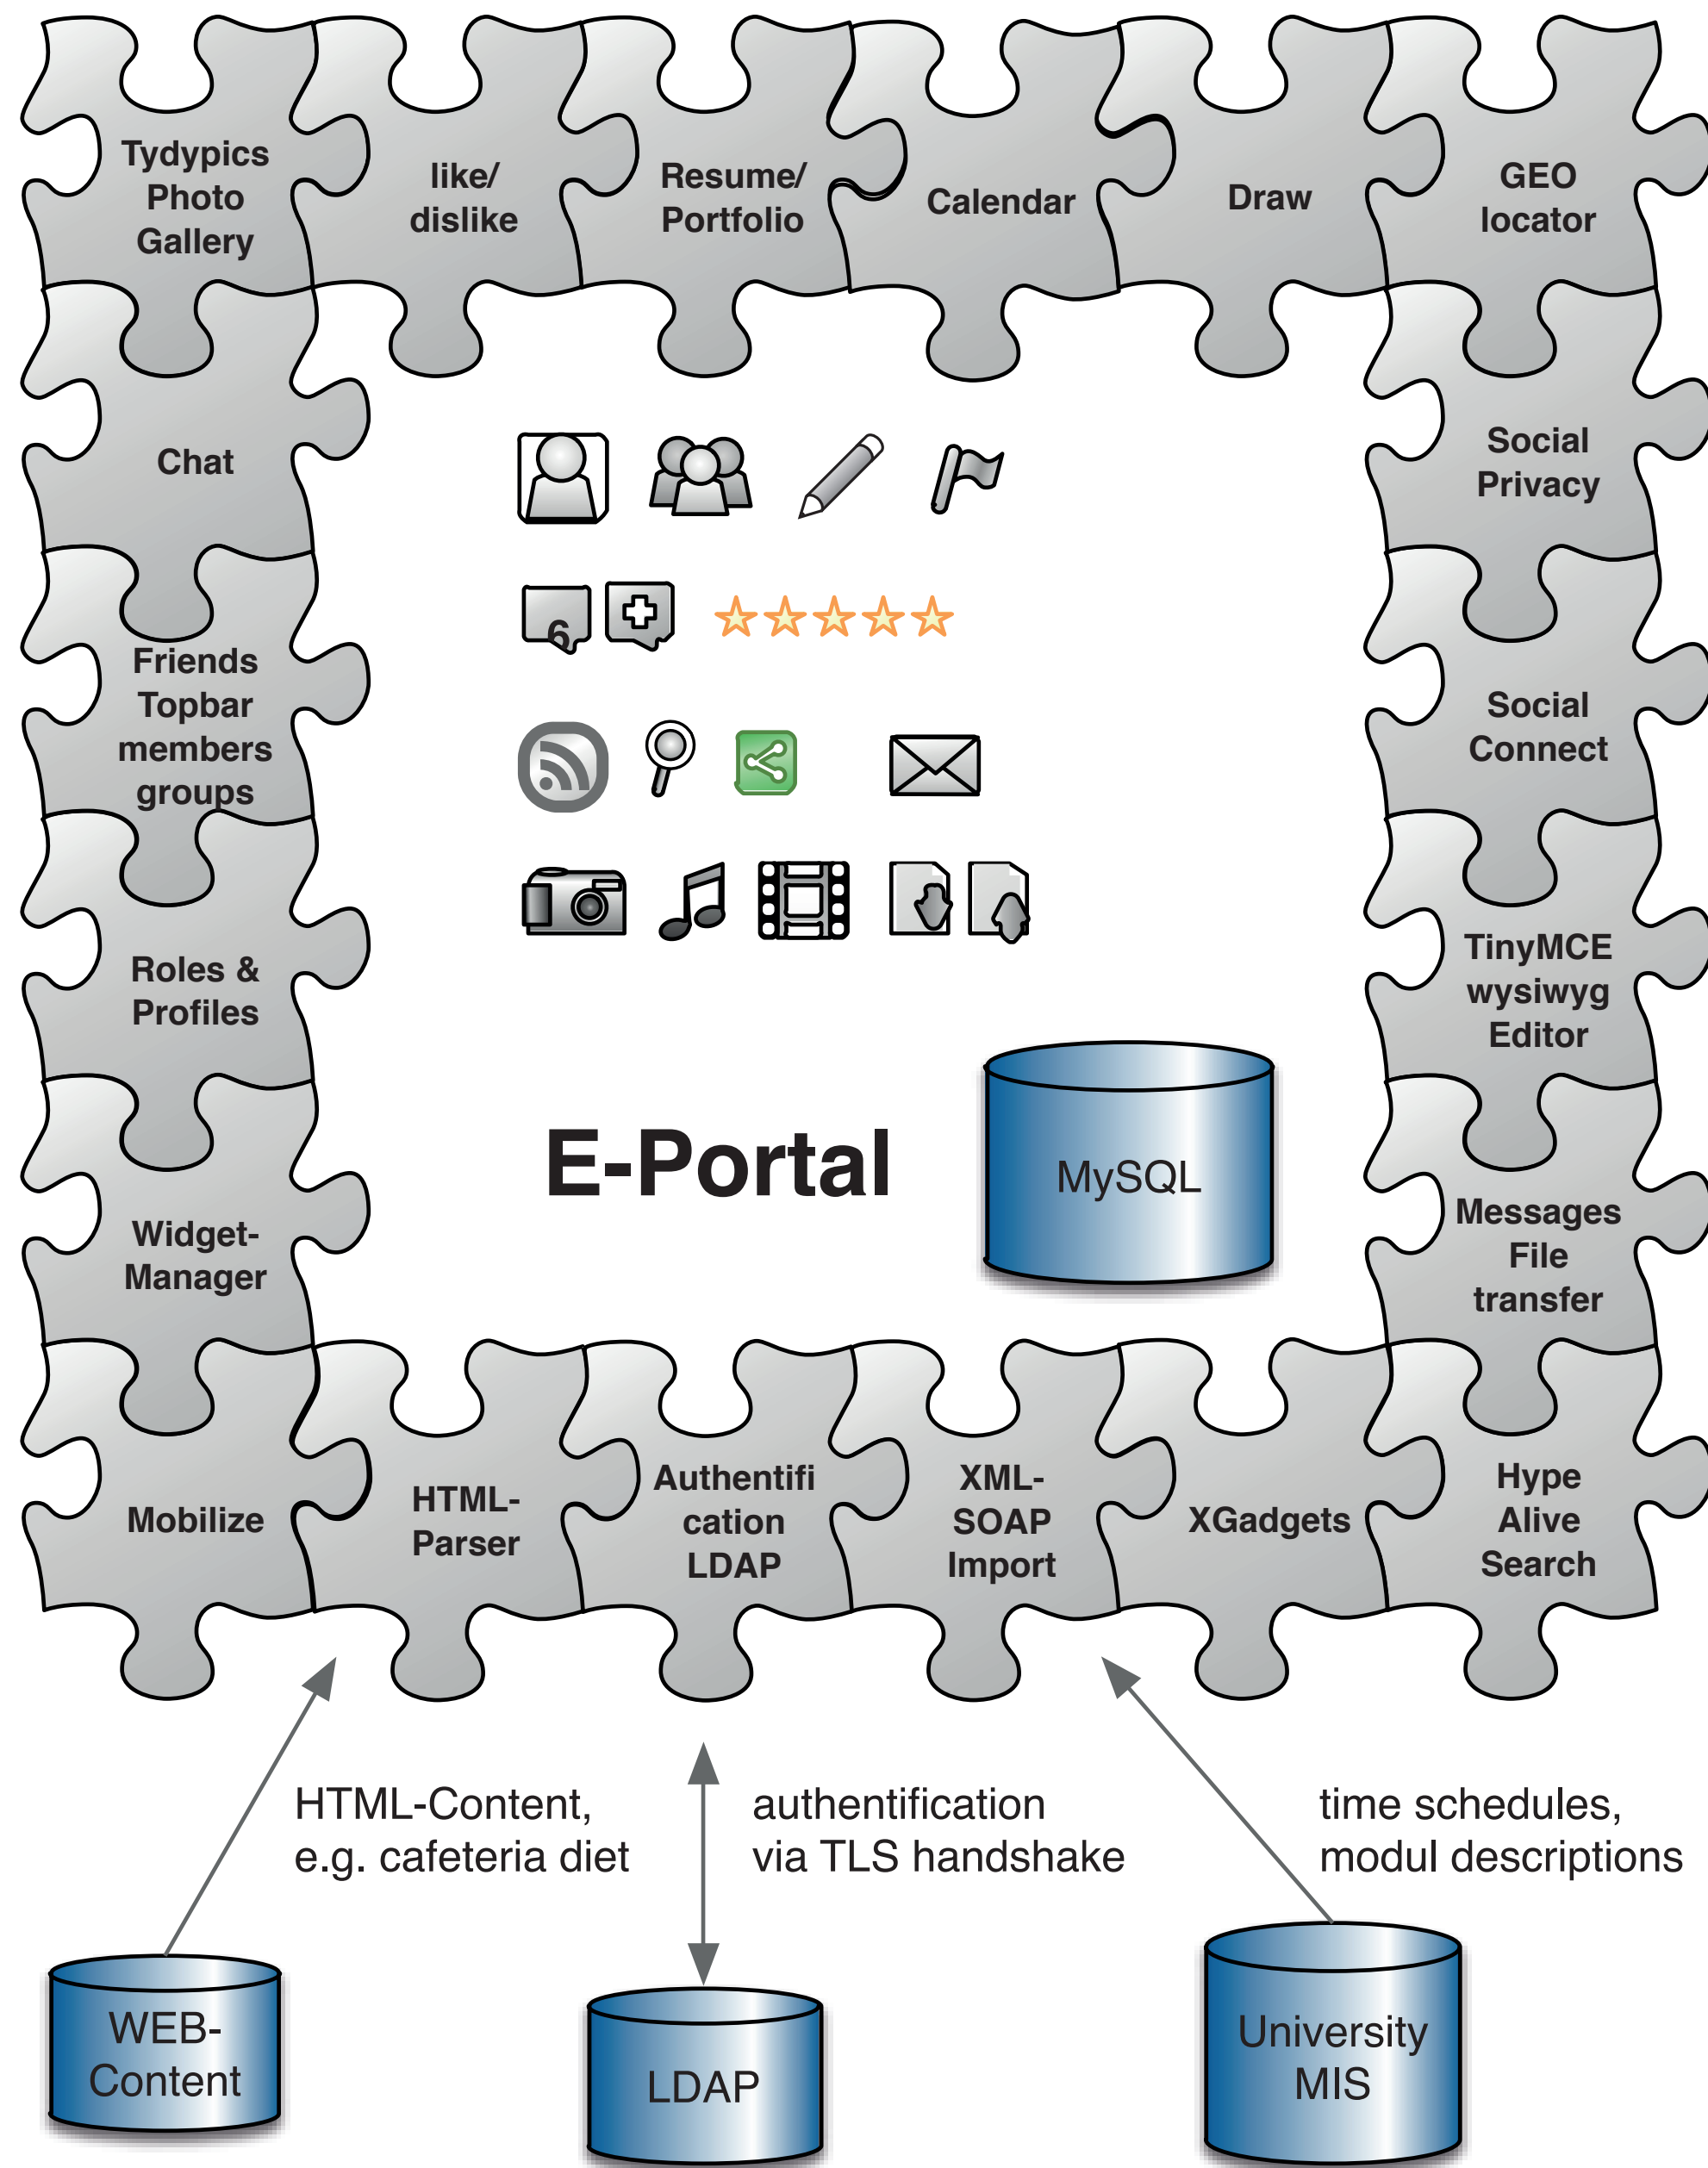 Tydypics
Photo
Gallery
like/
dislike
Resume/
Portfolio
Calendar
Draw
GEO
locator
Chat
Social
Privacy
6
Friends
Topbar
members
groups
Social
Connect
Roles &
Profiles
TinyMCE
wysiwyg
Editor
E-Portal
MySQL
Widget-
Manager
Messages
File
transfer
Mobilize
HTML-
Parser
Authentifi
cation
LDAP
XML-
SOAP
Import
XGadgets
Hype
Alive
Search
HTML-Content,
e.g. cafeteria diet
authentification
via TLS handshake
time schedules,
modul descriptions
WEB-
Content
LDAP
University
MIS